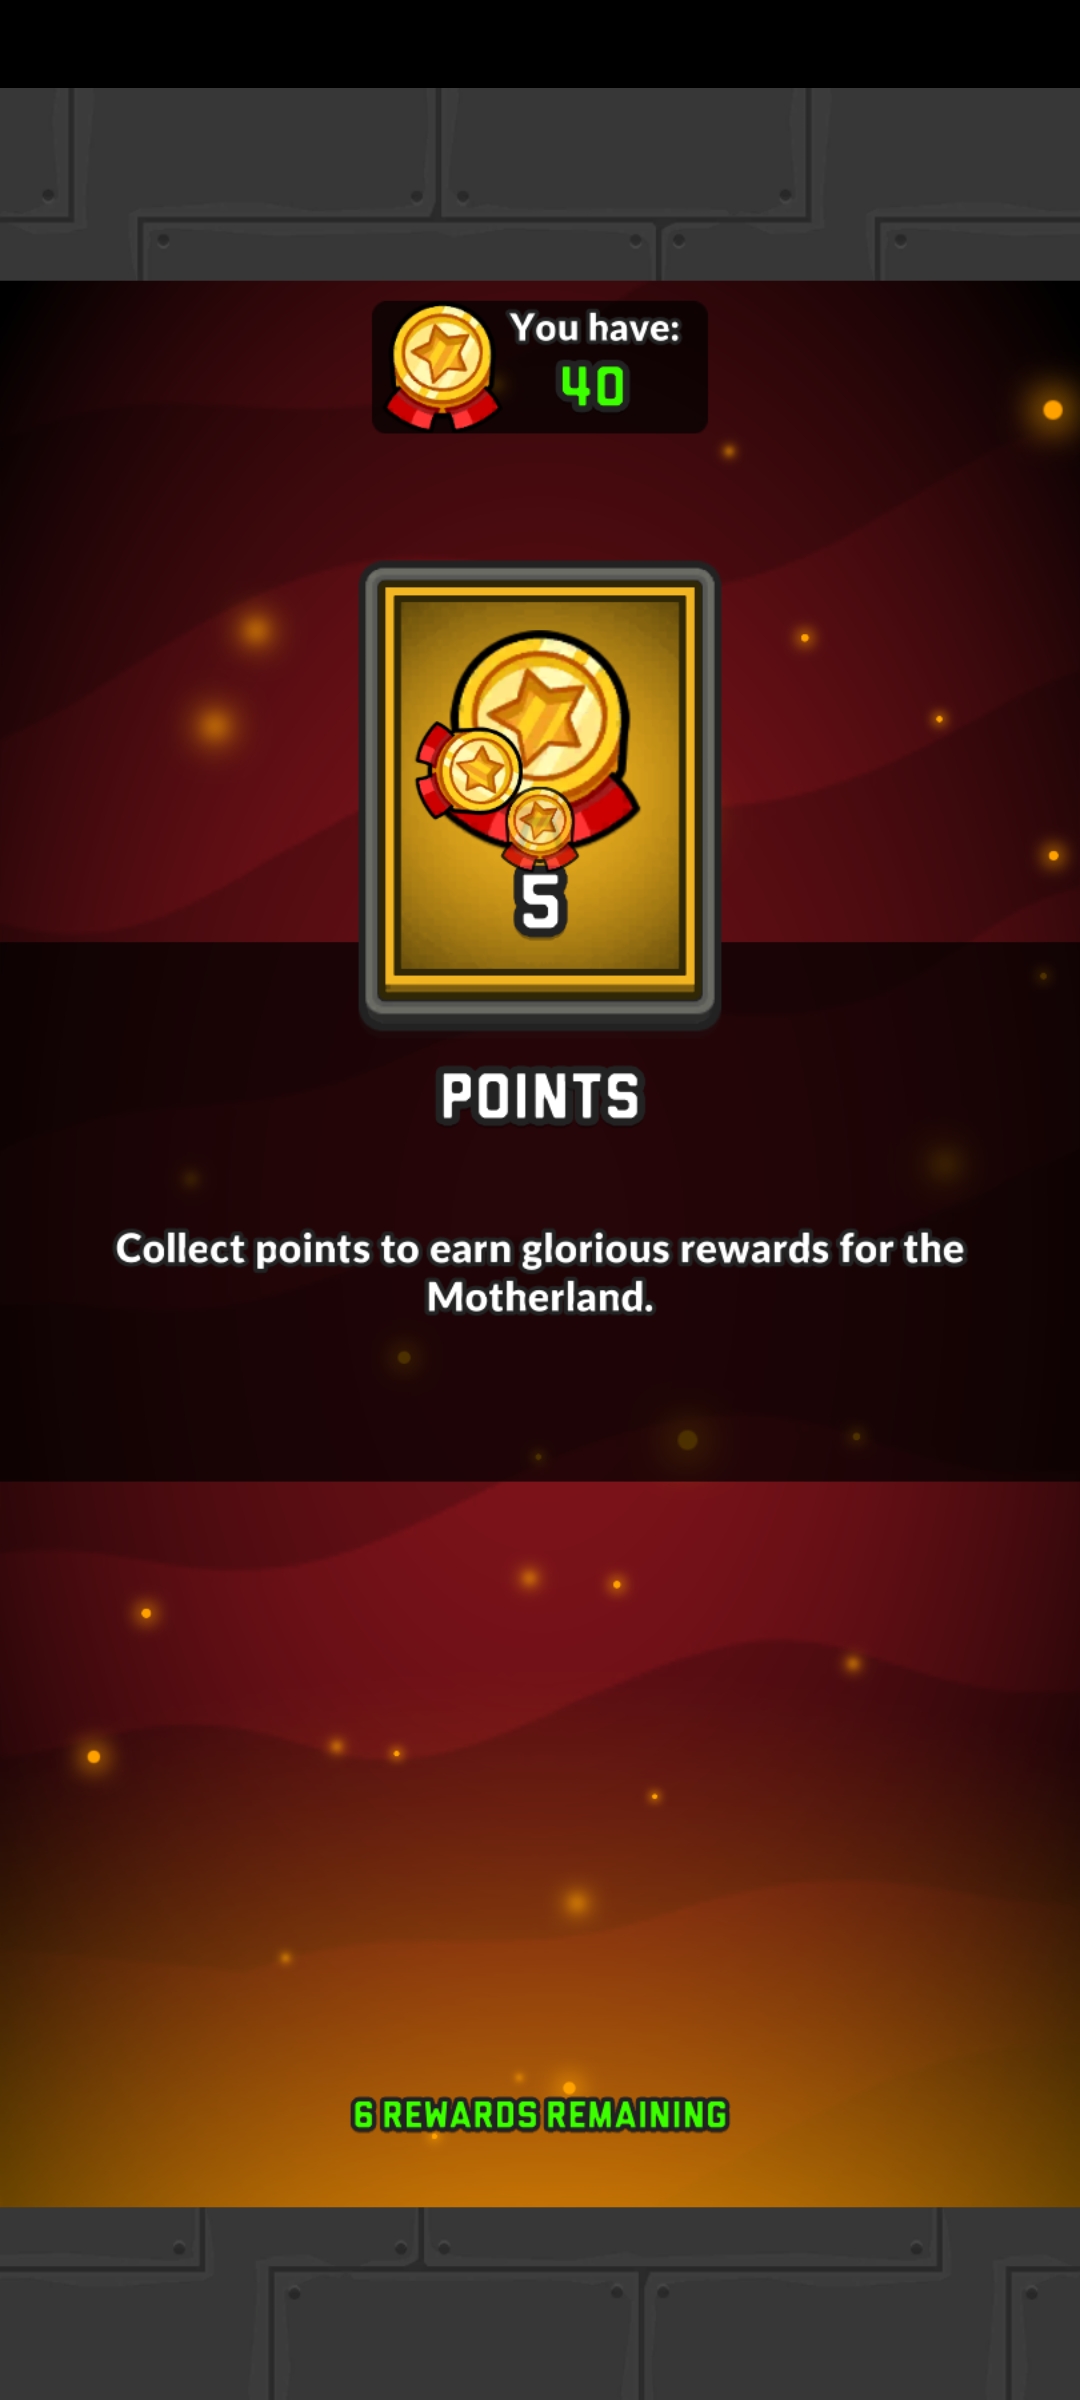 You have:
40
5
POINTS
Collect points to earn glorious rewards for the
Motherland.
6 REWARDS REMAINING